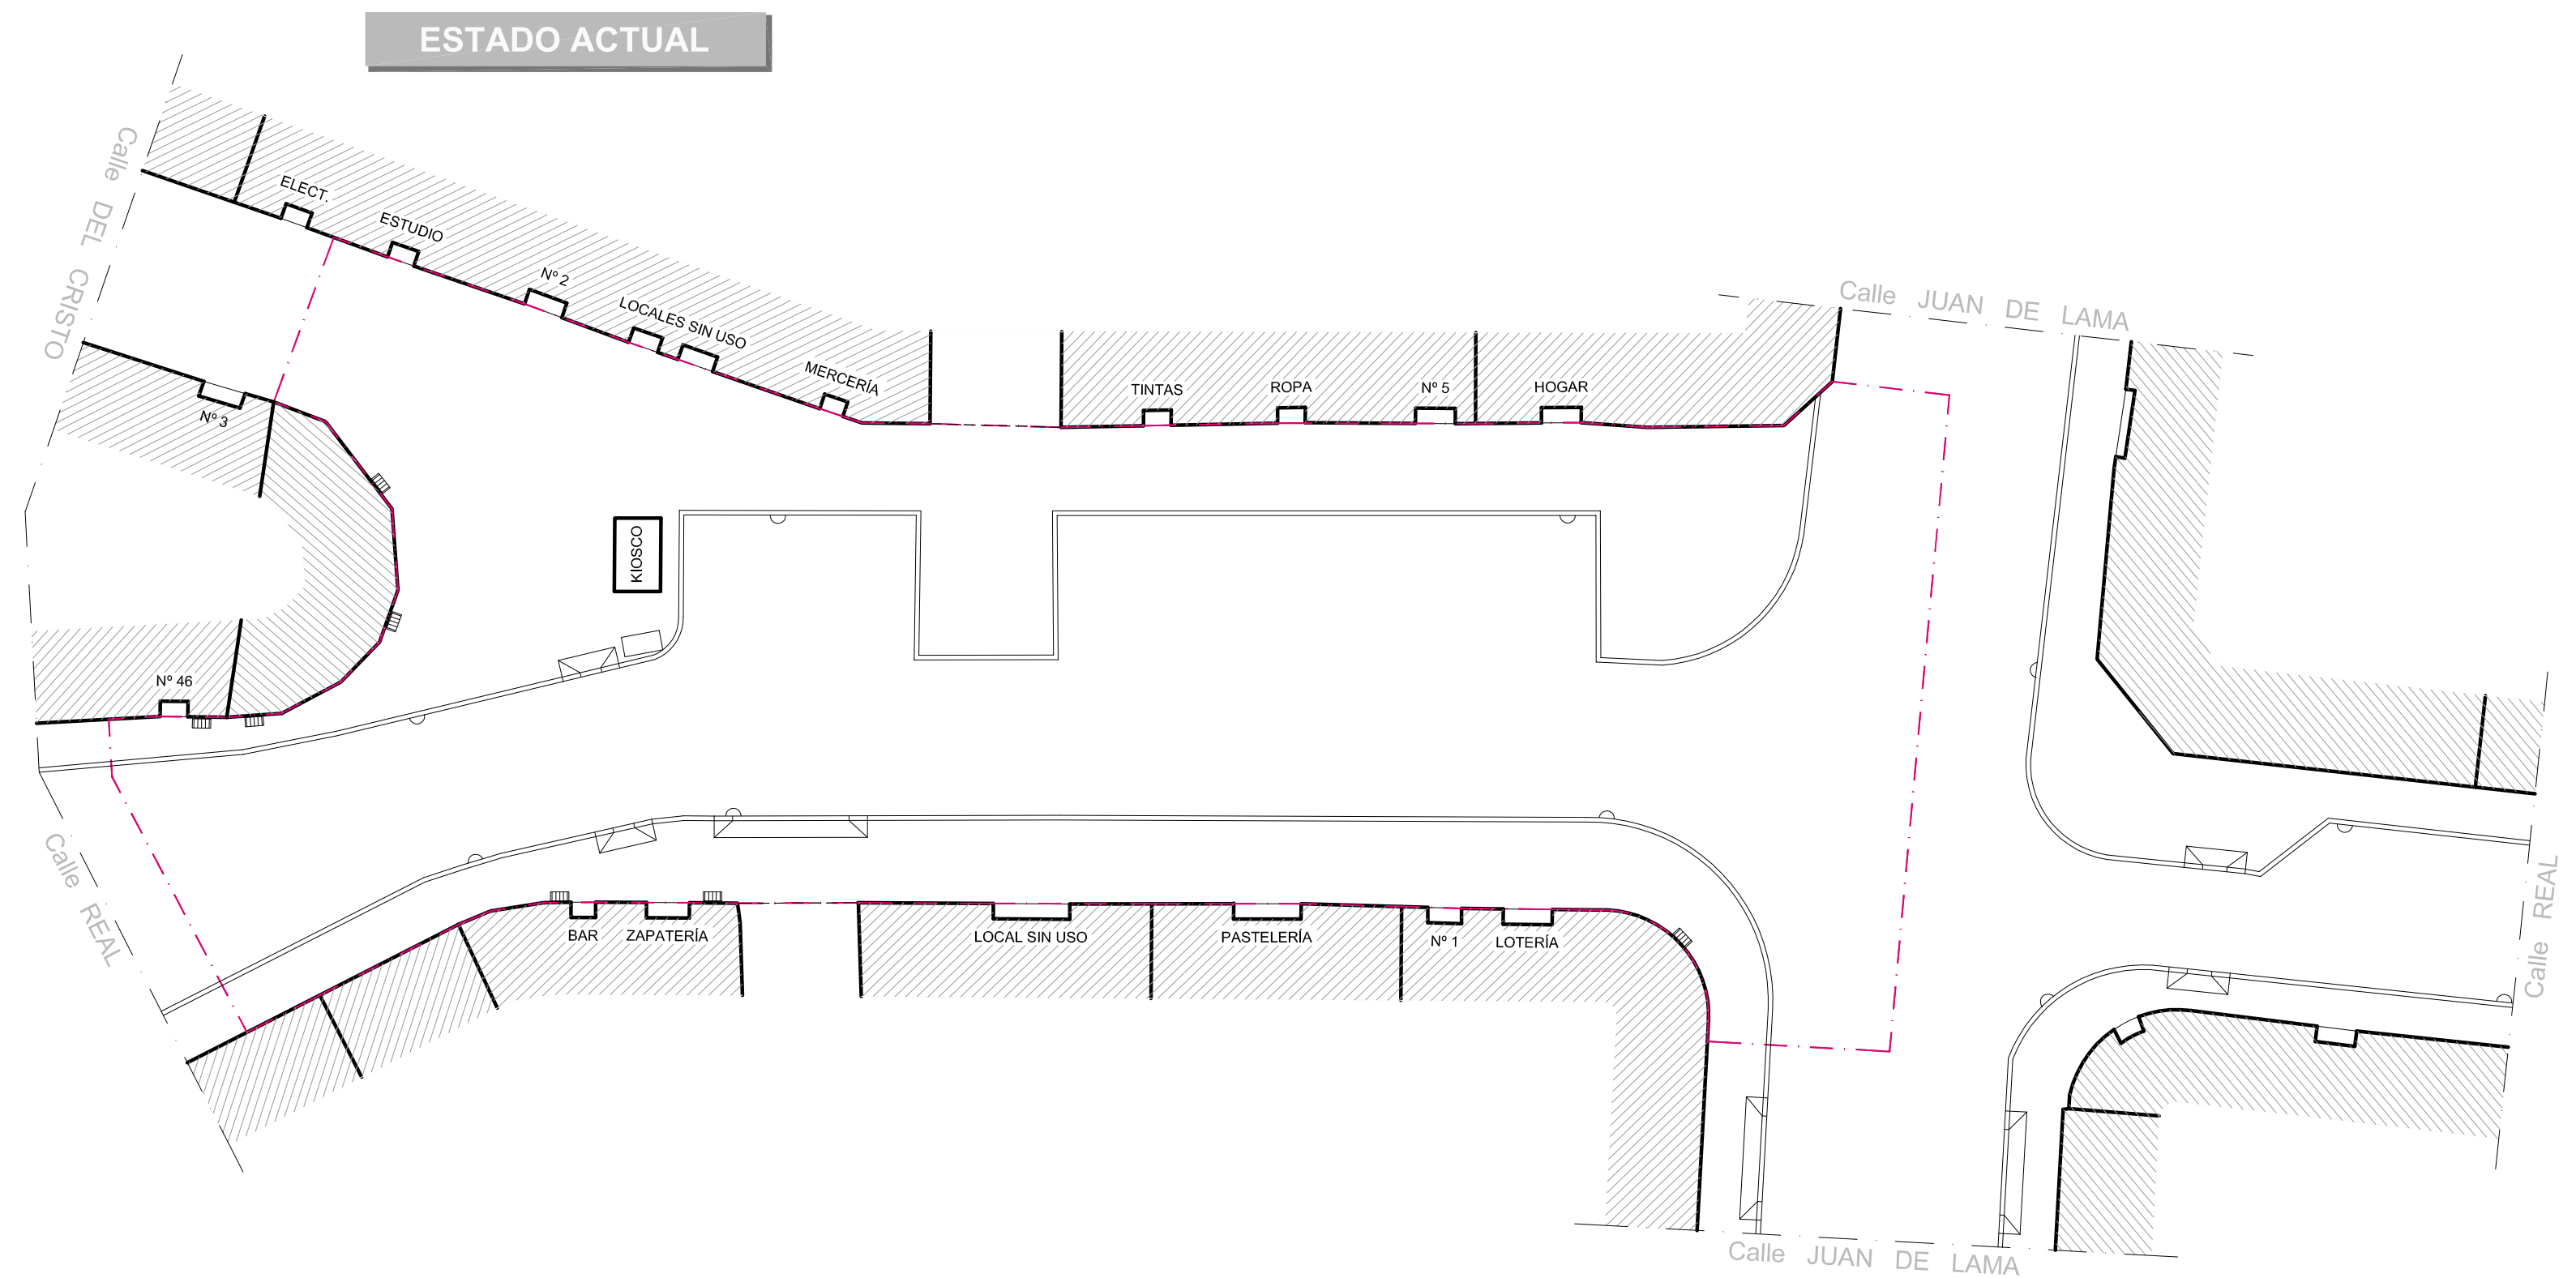 ESTADO ACTUAL
Calle DEL CRISTO
ELECT.
ESTUDIO
Nº 2
LOCALES SIN USO
MERCERÍA
TINTAS
ROPA
Nº 5
HOGAR
Calle JUAN DE LAMA
Nº 3
KIOSCO
Nº 46
Calle REAL
BAR
ZAPATERÍA
LOCAL SIN USO
PASTELERÍA
Nº 1
LOTERÍA
Calle REAL
Calle JUAN DE LAMA